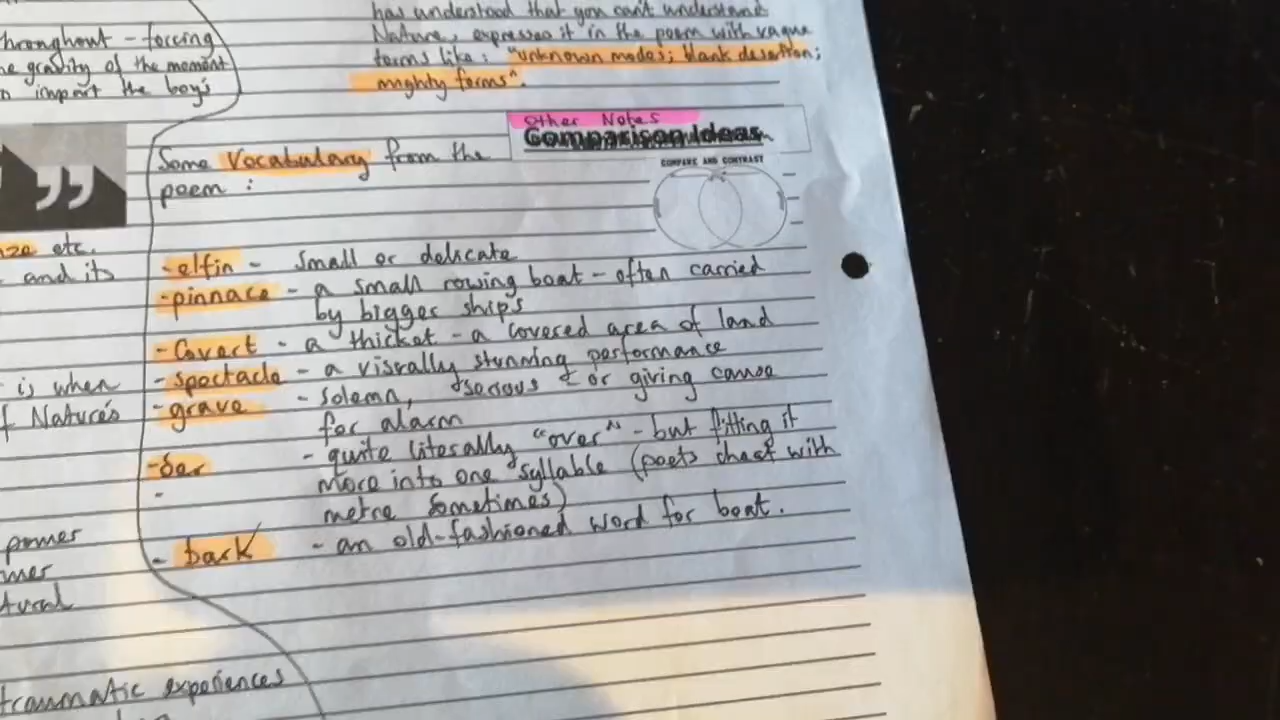 throughout - forcing
gravity of the moment
impart the boy's
has understood that you can't understand
Nature, expresses it in the poem with vague
terms like: "unknown modes; blank desertion;
mighty forms".
Other Notes
Comparison Ideas
COMPARE AND CONTRAST
Some Vocabulary from the
poem :
etc.
and its
is when
Nature's
power
traumatic experiences
- elfin - small or delicate
- pinnace - a small rowing boat - often carried
by bigger ships
- Covert - a thicket - a covered area of land
- spectacle - a visually stunning performance
- grave - solemn, serious or giving cause
for alarm
- o'er - quite literally "over" - but fitting it
- more into one syllable (poets cheat with
metre sometimes)
- bark - an old-fashioned word for boat.